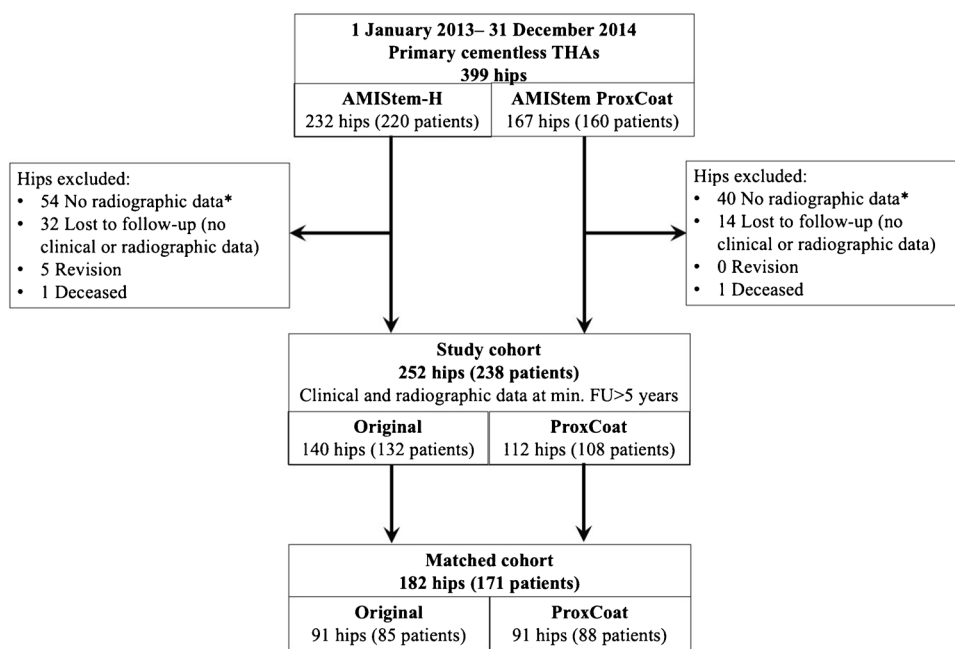 1 January 2013– 31 December 2014
Primary cementless THAs
399 hips
AMIStem-H
232 hips (220 patients)
AMIStem ProxCoat
167 hips (160 patients)
Hips excluded:
• 54 No radiographic data*
• 32 Lost to follow-up (no
clinical or radiographic data)
• 5 Revision
• 1 Deceased
Hips excluded:
• 40 No radiographic data*
• 14 Lost to follow-up (no
clinical or radiographic data)
• 0 Revision
• 1 Deceased
Study cohort
252 hips (238 patients)
Clinical and radiographic data at min. FU>5 years
Original
140 hips (132 patients)
ProxCoat
112 hips (108 patients)
Matched cohort
182 hips (171 patients)
Original
91 hips (85 patients)
ProxCoat
91 hips (88 patients)